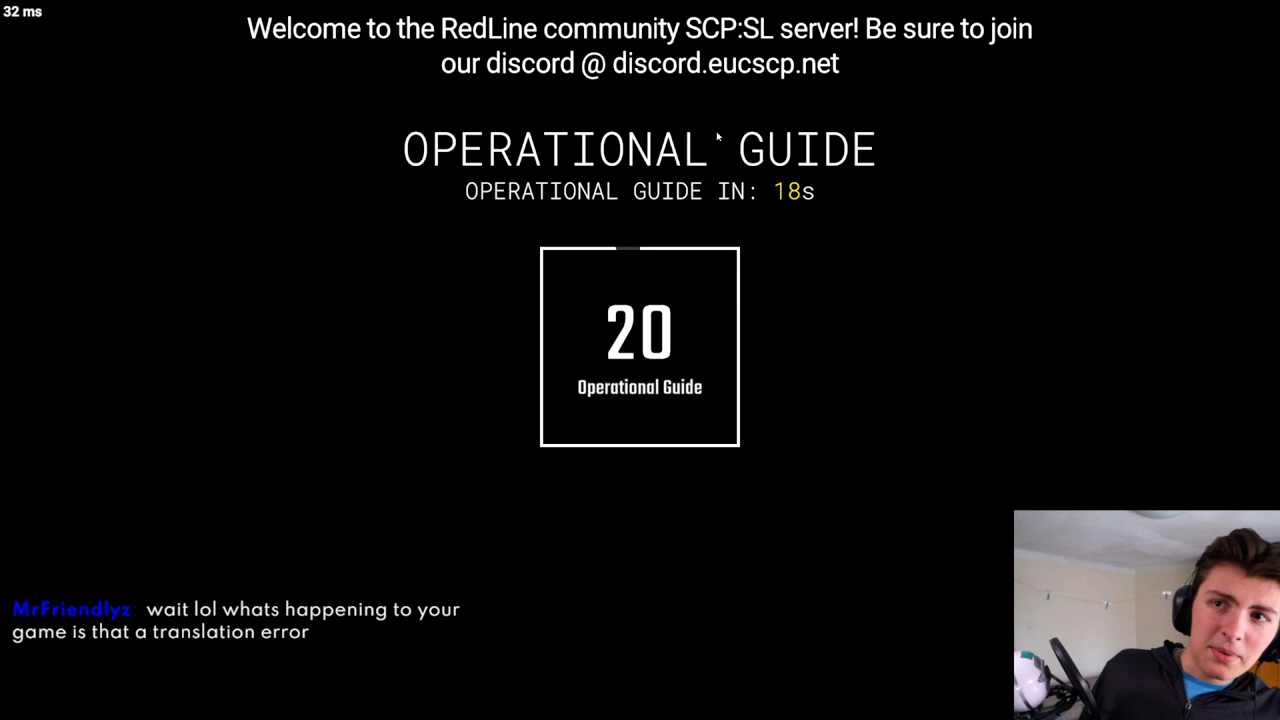 32 ms
Welcome to the RedLine community SCP:SL server! Be sure to join
our discord @ discord.eucscp.net
OPERATIONAL GUIDE
OPERATIONAL GUIDE IN: 18s
20
Operational Guide
MrFriendlyz: wait lol whats happening to your
game is that a translation error